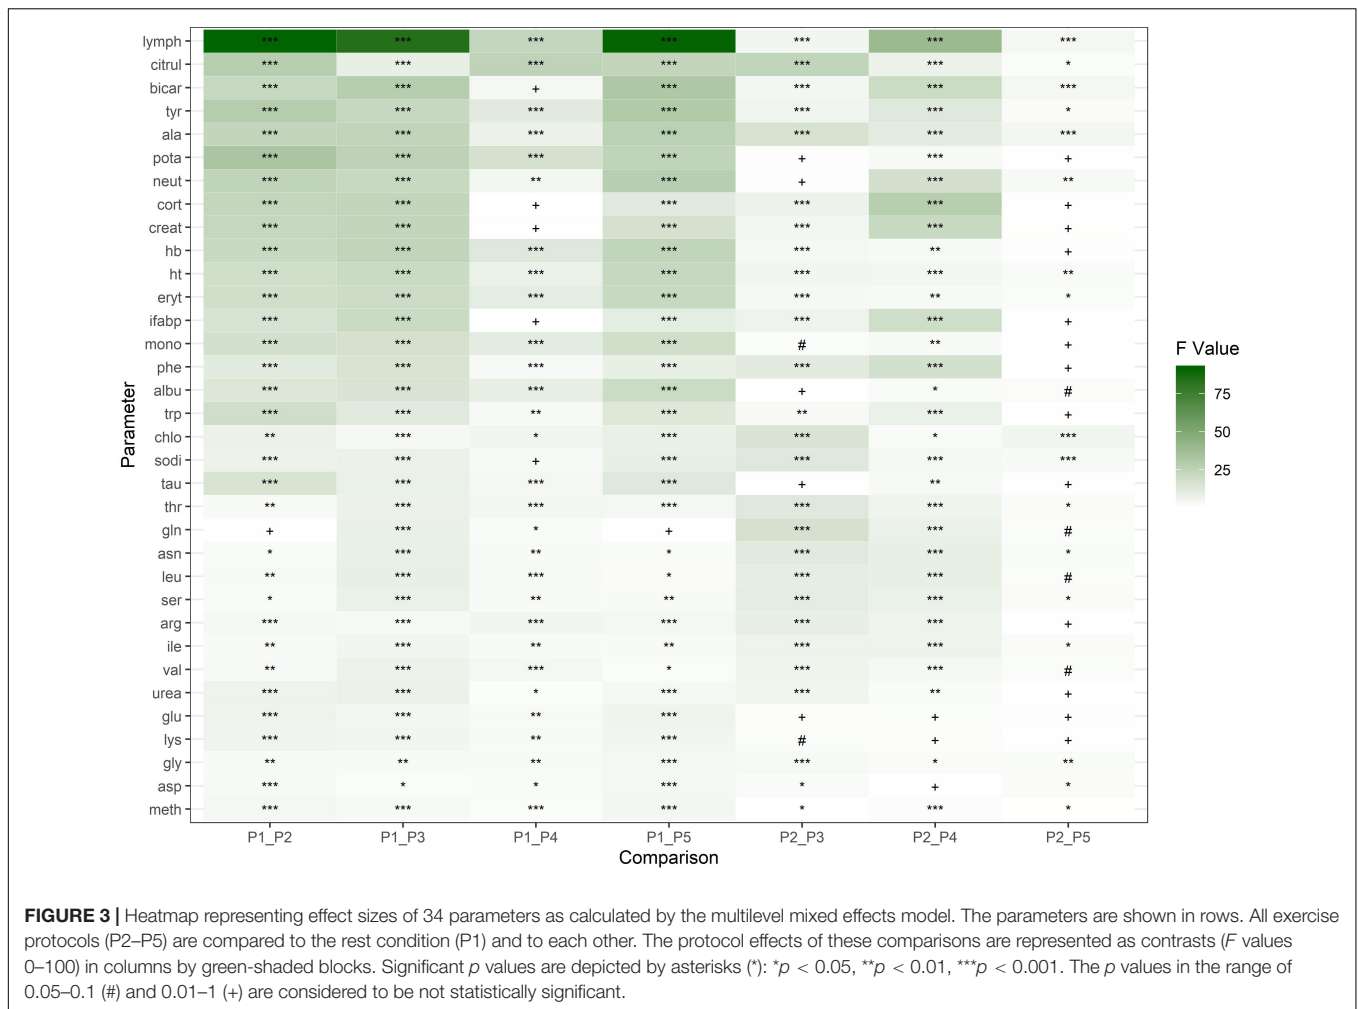 lymph *** *** *** *** *** *** ***
citrul *** *** *** *** *** *** *
bicar *** *** + *** *** *** ***
tyr *** *** *** *** *** *** *
ala *** *** *** *** *** *** ***
pota *** *** *** *** + *** +
neut *** *** ** *** + *** **
cort *** *** + *** *** *** +
creat *** *** + *** *** *** +
hb *** *** *** *** *** ** +
ht *** *** *** *** *** *** **
eryt *** *** *** *** *** ** *
ifabp *** *** + *** *** *** +
mono *** *** *** *** # ** +
phe *** *** *** *** *** *** +
albu *** *** *** *** + * #
trp *** *** ** *** ** *** +
chlo ** *** * *** *** * ***
sodi *** *** + *** *** *** ***
tau *** *** *** *** + ** +
thr ** *** *** *** *** *** *
gln + *** * + *** *** #
asn * *** ** * *** *** *
leu ** *** *** * *** *** #
ser * *** ** ** *** *** *
arg *** *** *** *** *** *** +
ile ** *** ** ** *** *** *
val ** *** *** * *** *** #
urea *** *** * *** *** ** +
glu *** *** ** *** + + +
lys *** *** ** *** # + +
gly ** ** ** *** *** * **
asp *** * * *** * + *
meth *** *** *** *** * *** *
Parameter
P1_P2 P1_P3 P1_P4 P1_P5 P2_P3 P2_P4 P2_P5
Comparison
F Value
75
50
25
FIGURE 3 | Heatmap representing effect sizes of 34 parameters as calculated by the multilevel mixed effects model. The parameters are shown in rows. All exercise
protocols (P2–P5) are compared to the rest condition (P1) and to each other. The protocol effects of these comparisons are represented as contrasts (F values
0–100) in columns by green-shaded blocks. Significant p values are depicted by asterisks (*): *p < 0.05, **p < 0.01, ***p < 0.001. The p values in the range of
0.05–0.1 (#) and 0.01–1 (+) are considered to be not statistically significant.